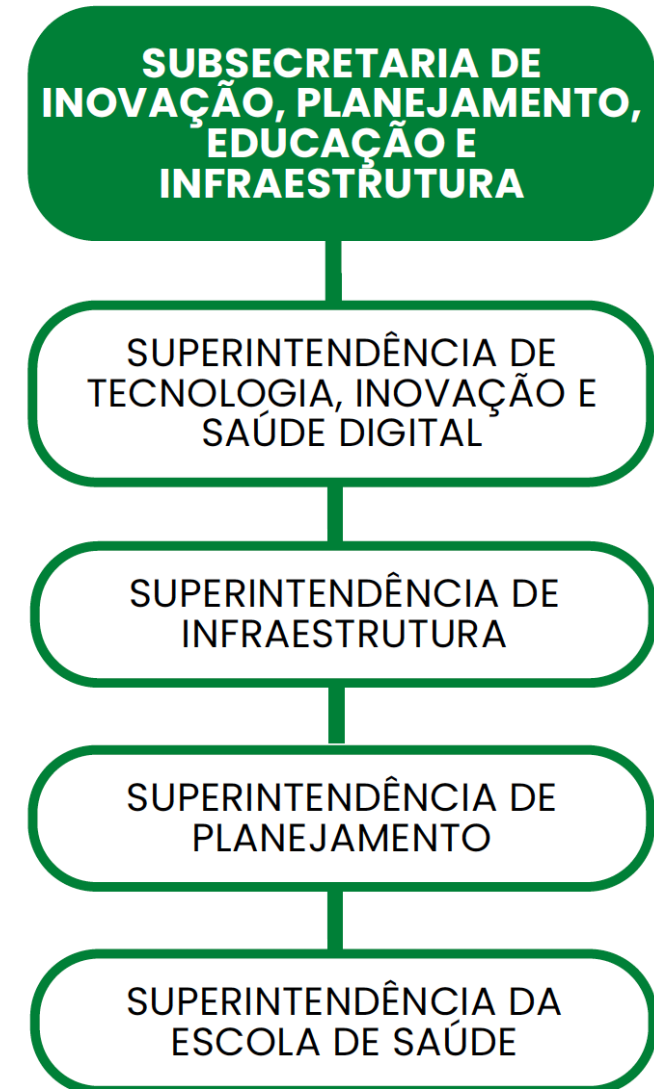 SUBSECRETARIA DE
INOVAÇÃO, PLANEJAMENTO,
EDUCAÇÃO E
INFRAESTRUTURA
SUPERINTENDÊNCIA DE
TECNOLOGIA, INOVAÇÃO E
SAÚDE DIGITAL
SUPERINTENDÊNCIA DE
INFRAESTRUTURA
SUPERINTENDÊNCIA DE
PLANEJAMENTO
SUPERINTENDÊNCIA DA
ESCOLA DE SAÚDE